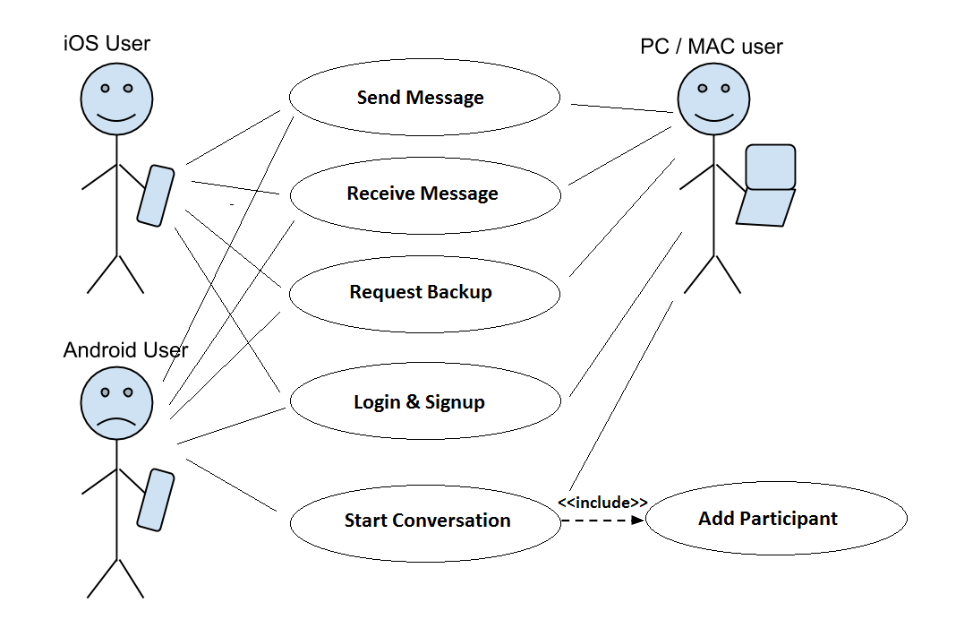 iOS User
PC / MAC user
Send Message
Receive Message
Request Backup
Android User
Login & Signup
<<include>>
Start Conversation
Add Participant